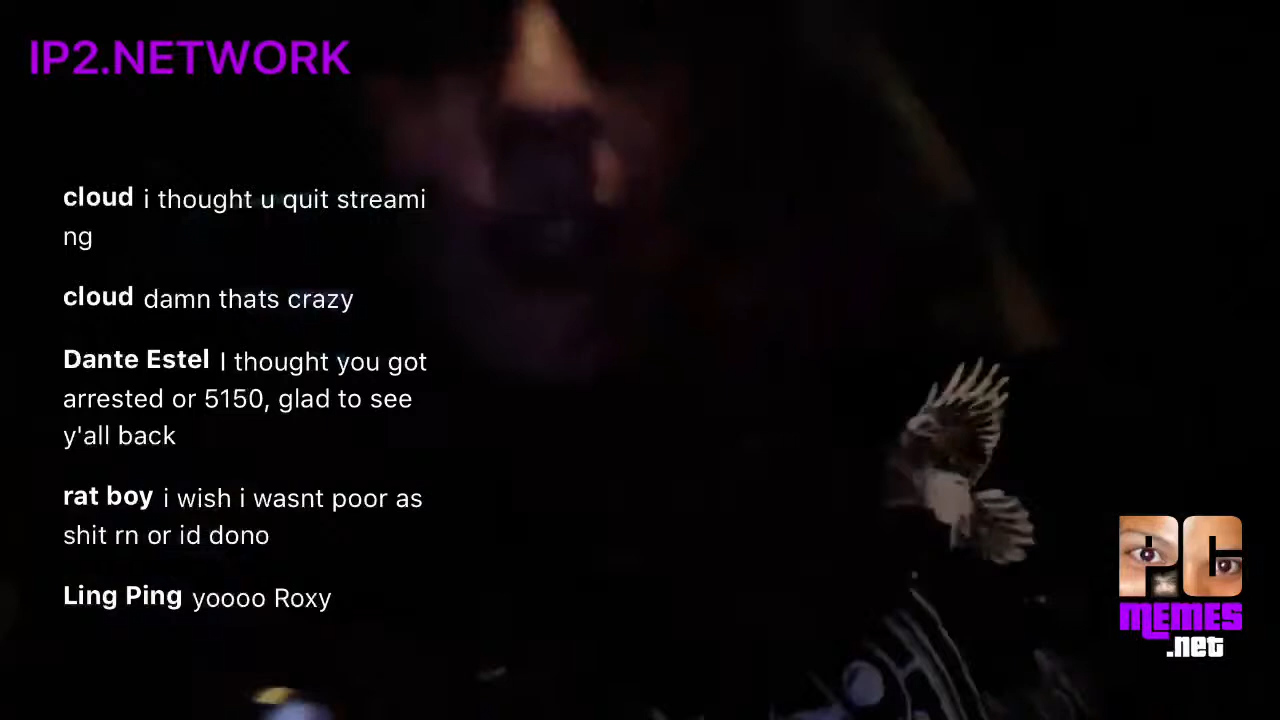 IP2.NETWORK
cloud i thought u quit streami
ng
cloud damn thats crazy
Dante Estel I thought you got
arrested or 5150, glad to see
y'all back
rat boy i wish i wasnt poor as
shit rn or id dono
Ling Ping yoooo Roxy
PC
MEMES
.net